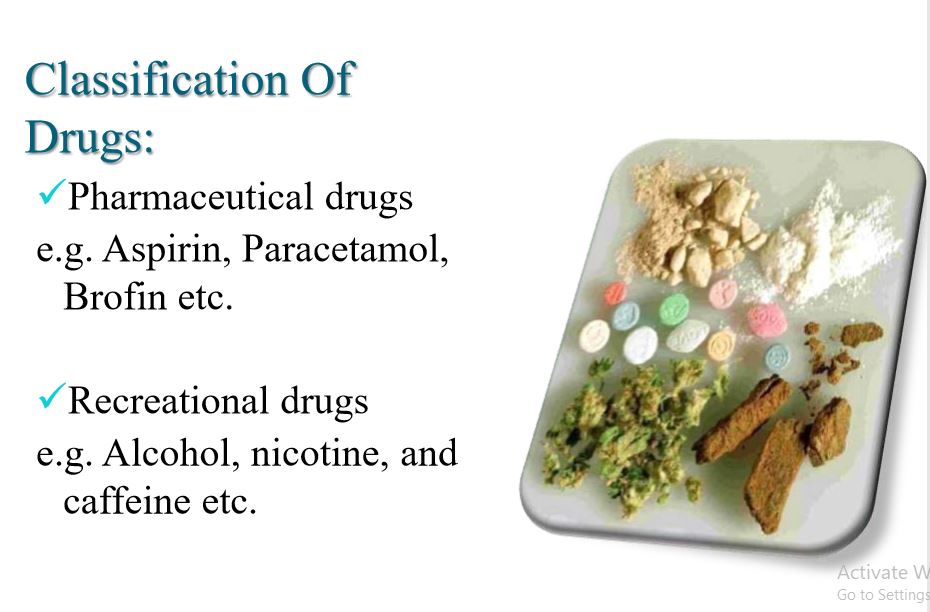 Classification Of
Drugs:
✓Pharmaceutical drugs
e.g. Aspirin, Paracetamol,
Brofin etc.
✓Recreational drugs
e.g. Alcohol, nicotine, and
caffeine etc.
Activate W
Go to Settings